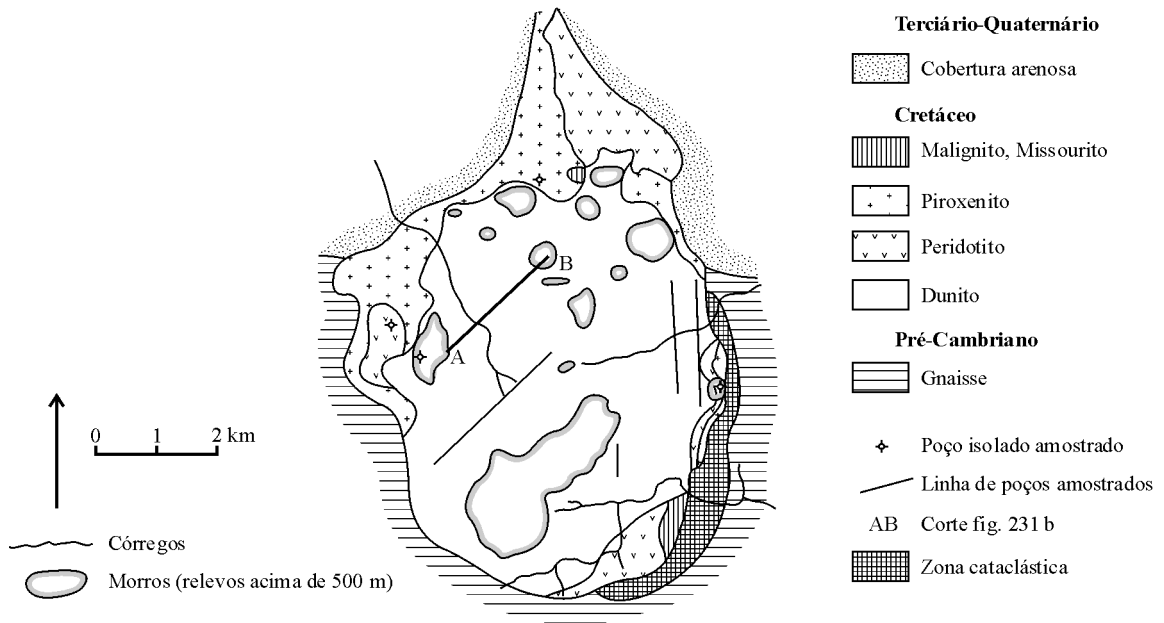 Terciário-Quaternário
Cobertura arenosa
Cretáceo
Malignito, Missourito
Piroxenito
Peridotito
Dunito
Pré-Cambriano
Gnaisse
Poço isolado amostrado
Linha de poços amostrados
AB Corte fig. 231 b
Zona cataclástica
B
A
0 1 2 km
Córregos
Morros (relevos acima de 500 m)